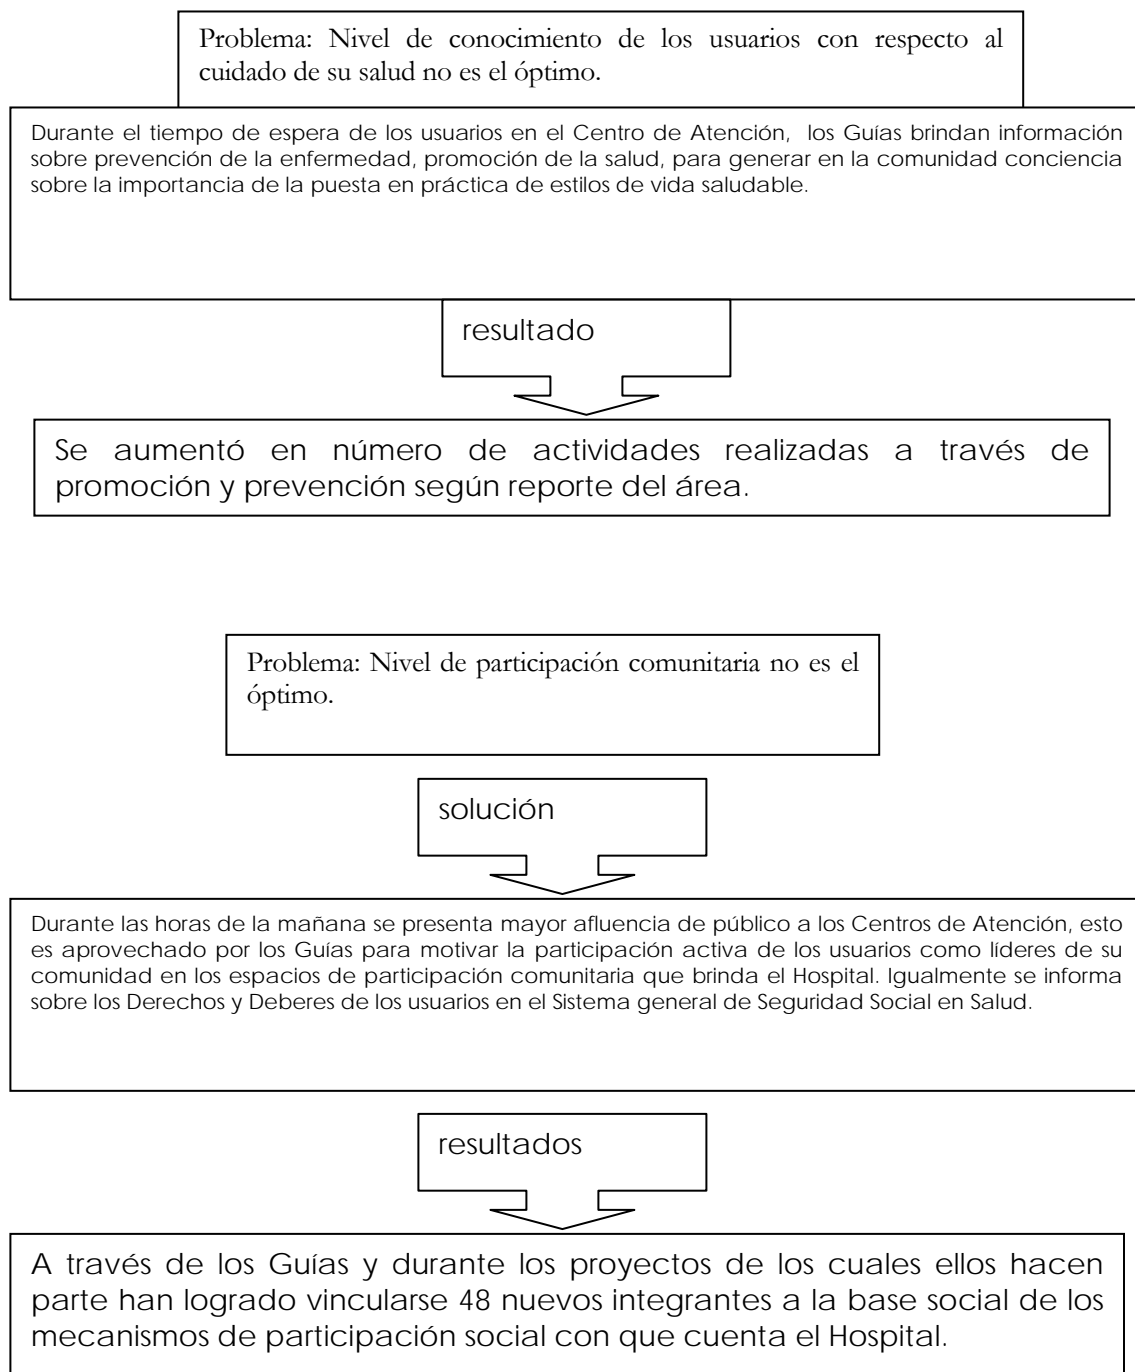 Problema: Nivel de conocimiento de los usuarios con respecto al
cuidado de su salud no es el óptimo.
Durante el tiempo de espera de los usuarios en el Centro de Atención, los Guías brindan información
sobre prevención de la enfermedad, promoción de la salud, para generar en la comunidad conciencia
sobre la importancia de la puesta en práctica de estilos de vida saludable.
resultado
Se aumentó en número de actividades realizadas a través de
promoción y prevención según reporte del área.
Problema: Nivel de participación comunitaria no es el
óptimo.
solución
Durante las horas de la mañana se presenta mayor afluencia de público a los Centros de Atención, esto
es aprovechado por los Guías para motivar la participación activa de los usuarios como líderes de su
comunidad en los espacios de participación comunitaria que brinda el Hospital. Igualmente se informa
sobre los Derechos y Deberes de los usuarios en el Sistema general de Seguridad Social en Salud.
resultados
A través de los Guías y durante los proyectos de los cuales ellos hacen
parte han logrado vincularse 48 nuevos integrantes a la base social de los
mecanismos de participación social con que cuenta el Hospital.